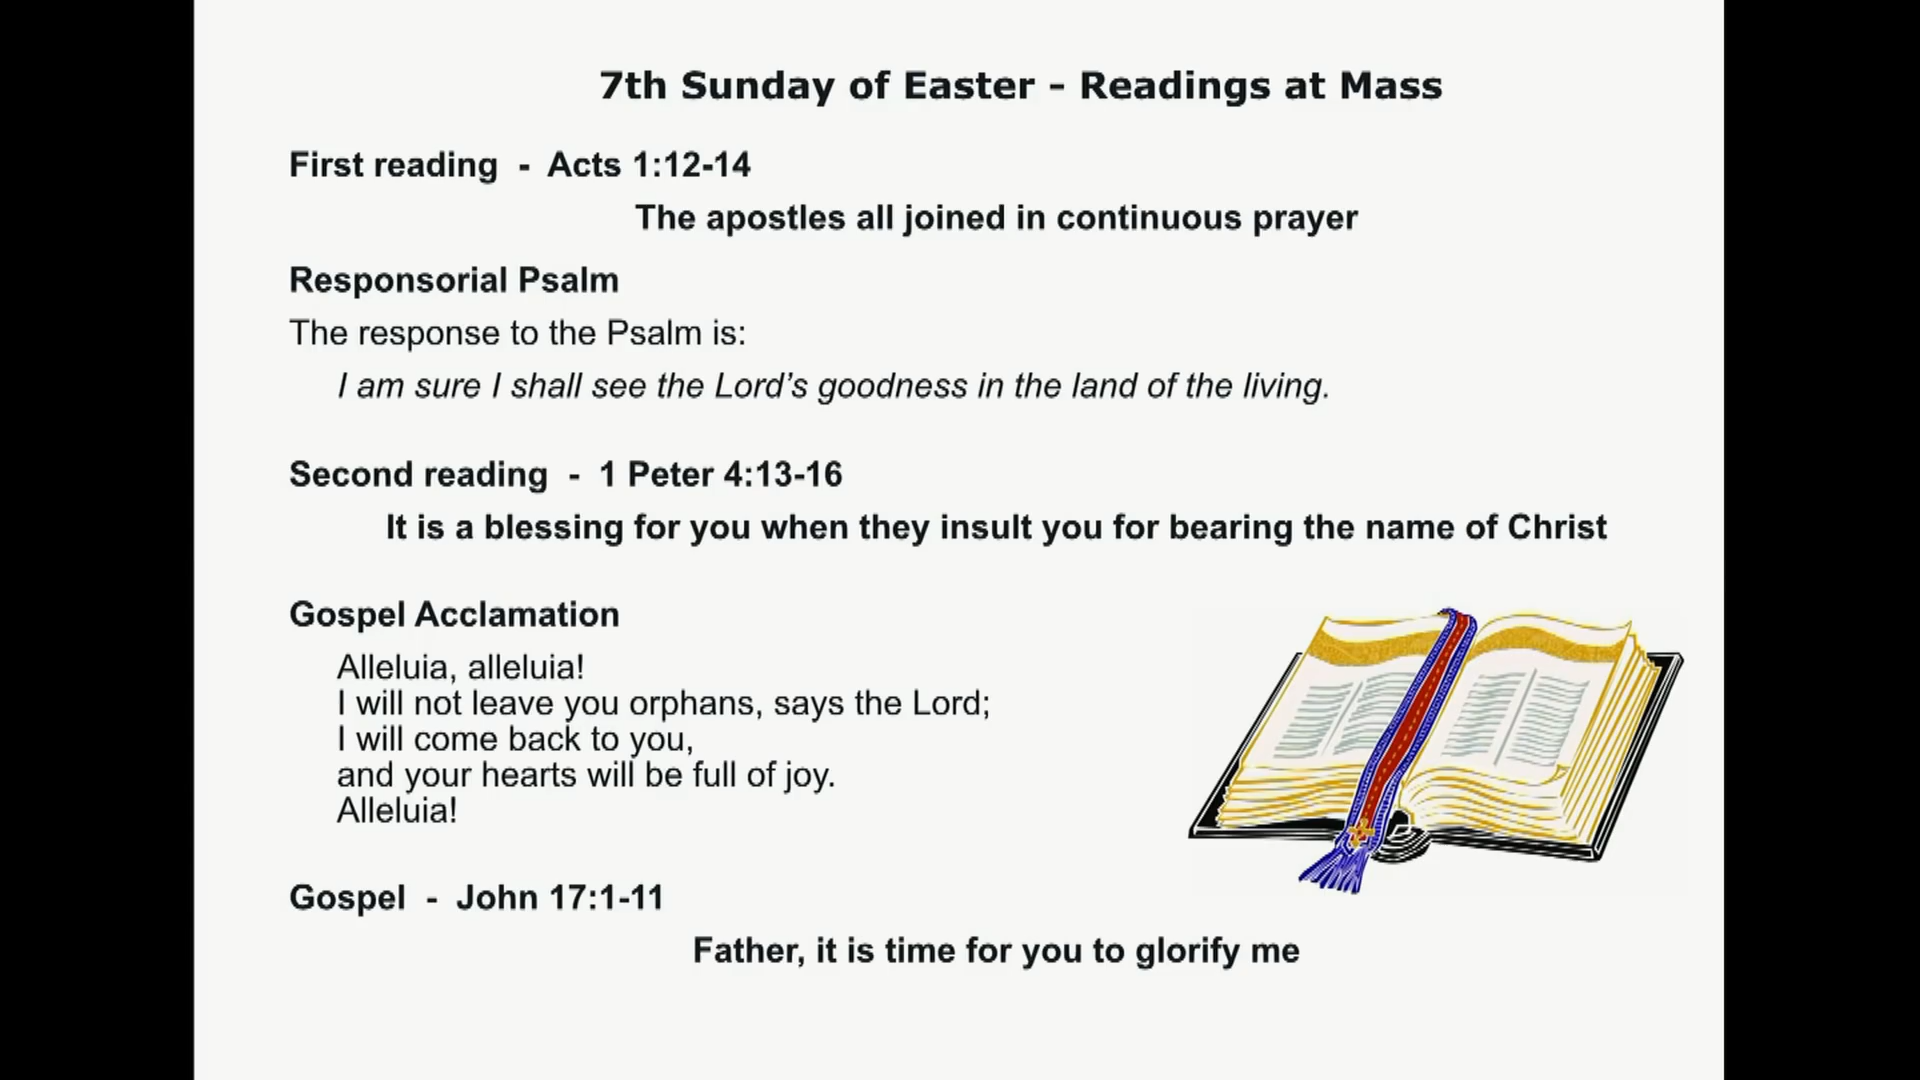 7th Sunday of Easter - Readings at Mass
First reading - Acts 1:12-14
The apostles all joined in continuous prayer
Responsorial Psalm
The response to the Psalm is:
I am sure I shall see the Lord’s goodness in the land of the living.
Second reading - 1 Peter 4:13-16
It is a blessing for you when they insult you for bearing the name of Christ
Gospel Acclamation
Alleluia, alleluia!
I will not leave you orphans, says the Lord;
I will come back to you,
and your hearts will be full of joy.
Alleluia!
Gospel - John 17:1-11
Father, it is time for you to glorify me